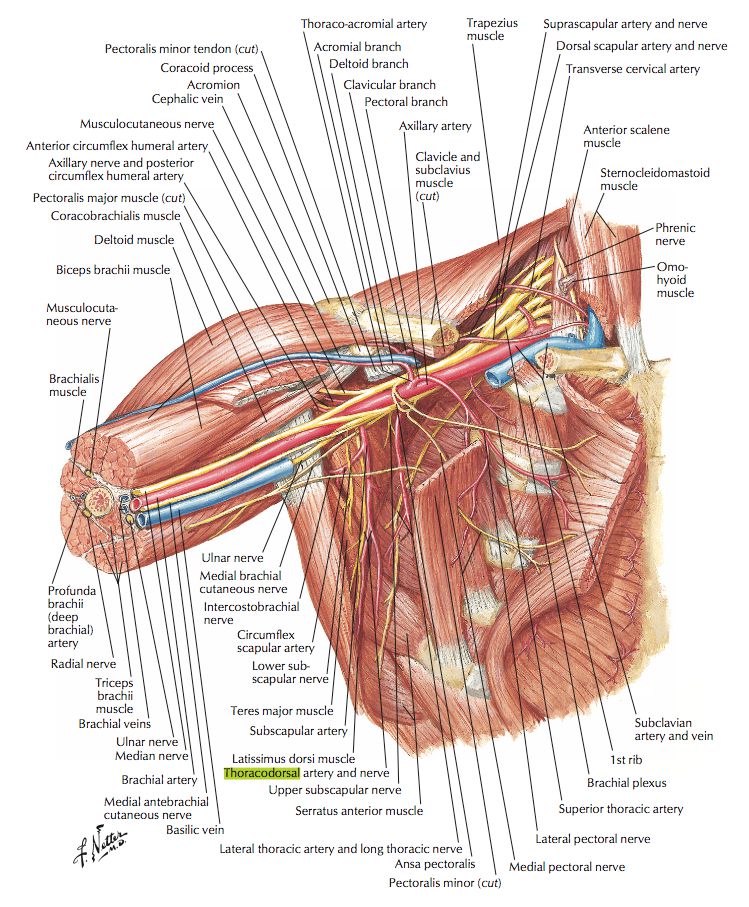 Thoraco-acromial artery
Acromial branch
Deltoid branch
Clavicular branch
Pectoral branch
Axillary artery
Clavicle and
subclavius
muscle
(cut)
Trapezius
muscle
Suprascapular artery and nerve
Dorsal scapular artery and nerve
Transverse cervical artery
Anterior scalene
muscle
Sternocleidomastoid
muscle
Phrenic
nerve
Omo-
hyoid
muscle
Pectoralis minor tendon (cut)
Coracoid process
Acromion
Cephalic vein
Musculocutaneous nerve
Anterior circumflex humeral artery
Axillary nerve and posterior
circumflex humeral artery
Pectoralis major muscle (cut)
Coracobrachialis muscle
Deltoid muscle
Biceps brachii muscle
Musculocuta-
neous nerve
Brachialis
muscle
Profunda
brachii
(deep
brachial)
artery
Radial nerve
Triceps
brachii
muscle
Brachial veins
Ulnar nerve
Median nerve
Brachial artery
Medial antebrachial
cutaneous nerve
Basilic vein
Ulnar nerve
Medial brachial
cutaneous nerve
Intercostobrachial
nerve
Circumflex
scapular artery
Lower sub-
scapular nerve
Teres major muscle
Subscapular artery
Latissimus dorsi muscle
Thoracodorsal artery and nerve
Upper subscapular nerve
Serratus anterior muscle
Lateral thoracic artery and long thoracic nerve
Ansa pectoralis
Pectoralis minor (cut)
Medial pectoral nerve
Lateral pectoral nerve
Superior thoracic artery
Brachial plexus
1st rib
Subclavian
artery and vein
F. Netter
M.D.